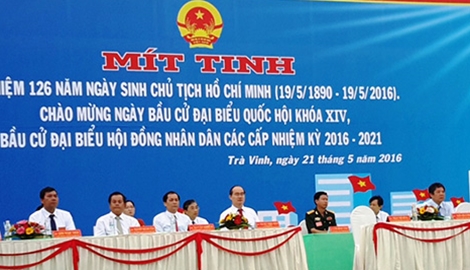 MÍT TINH
NIỆM 126 NĂM NGÀY SINH CHỦ TỊCH HỒ CHÍ MINH (19/5/1890 - 19/5/2016).
CHÀO MỪNG NGÀY BẦU CỬ ĐẠI BIỂU QUỐC HỘI KHÓA XIV,
BẦU CỬ ĐẠI BIỂU HỘI ĐỒNG NHÂN DÂN CÁC CẤP NHIỆM KỲ 2016 - 2021
Trà Vinh, ngày 21 tháng 5 năm 2016